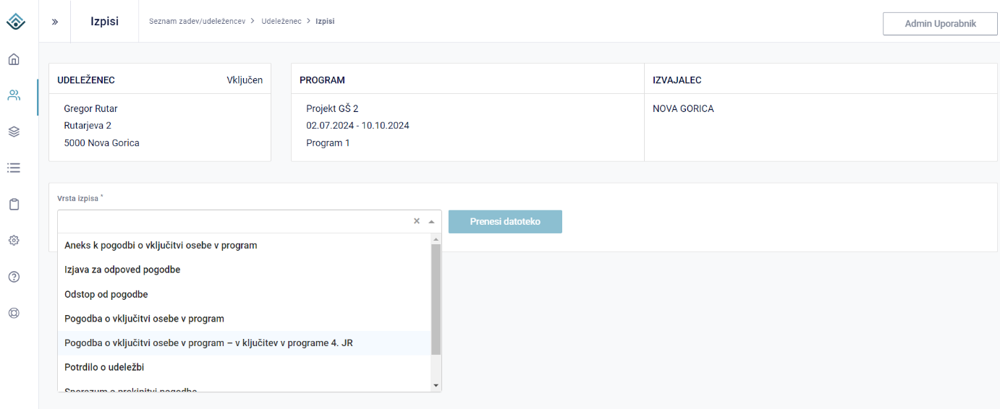 Izpisi
Seznam zadev/udeležencev > Udeleženec > Izpisi
Admin Uporabnik
UDELEŽENEC Vključen
Gregor Rutar
Rutarjeva 2
5000 Nova Gorica
PROGRAM
Projekt GŠ 2
02.07.2024 - 10.10.2024
Program 1
IZVAJALEC
NOVA GORICA
Vrsta izpisa *
Prenesi datoteko
Aneks k pogodbi o vključitvi osebe v program
Izjava za odpoved pogodbe
Odstop od pogodbe
Pogodba o vključitvi osebe v program
Pogodba o vključitvi osebe v program – v ključitev v programe 4. JR
Potrdilo o udeležbi
Sporazum o prekinitvi pogodbe